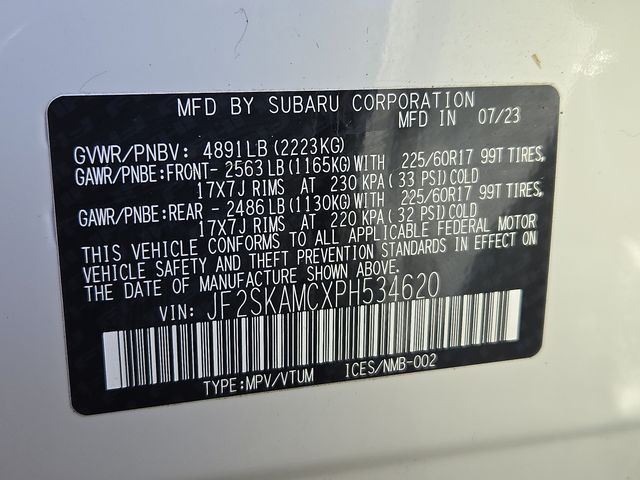 MFD BY SUBARU CORPORATION
MFD IN 07/23
GVWR/PNBV: 4891LB(2223KG)
GAWR/PNBE:FRONT- 2563LB(1165KG)WITH 225/60R17 99T TIRES,
17X7J RIMS AT 230 KPA(33 PSI)COLD
GAWR/PNBE:REAR - 2486LB(1130KG)WITH 225/60R17 99T TIRES,
17X7J RIMS AT 220 KPA(32 PSI)COLD
THIS VEHICLE CONFORMS TO ALL APPLICABLE FEDERAL MOTOR
VEHICLE SAFETY AND THEFT PREVENTION STANDARDS IN EFFECT ON
THE DATE OF MANUFACTURE SHOWN ABOVE.
VIN: JF2SKAMCXPH534620
TYPE:MPV/VTUM ICES/NMB-002